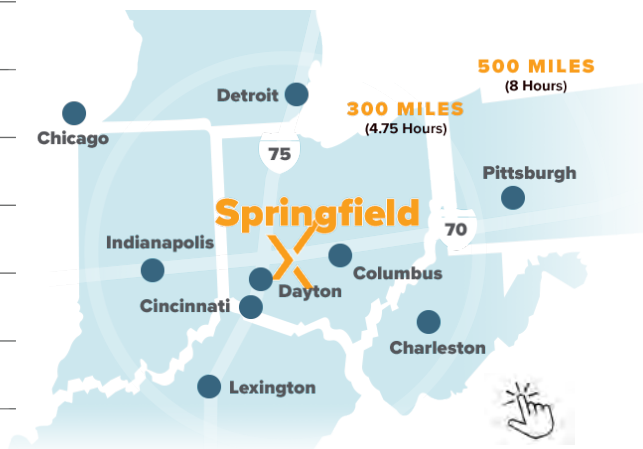 500 MILES
(8 Hours)
Detroit
300 MILES
(4.75 Hours)
Chicago
75
Pittsburgh
Springfield
70
Indianapolis
Columbus
Dayton
Cincinnati
Charleston
Lexington